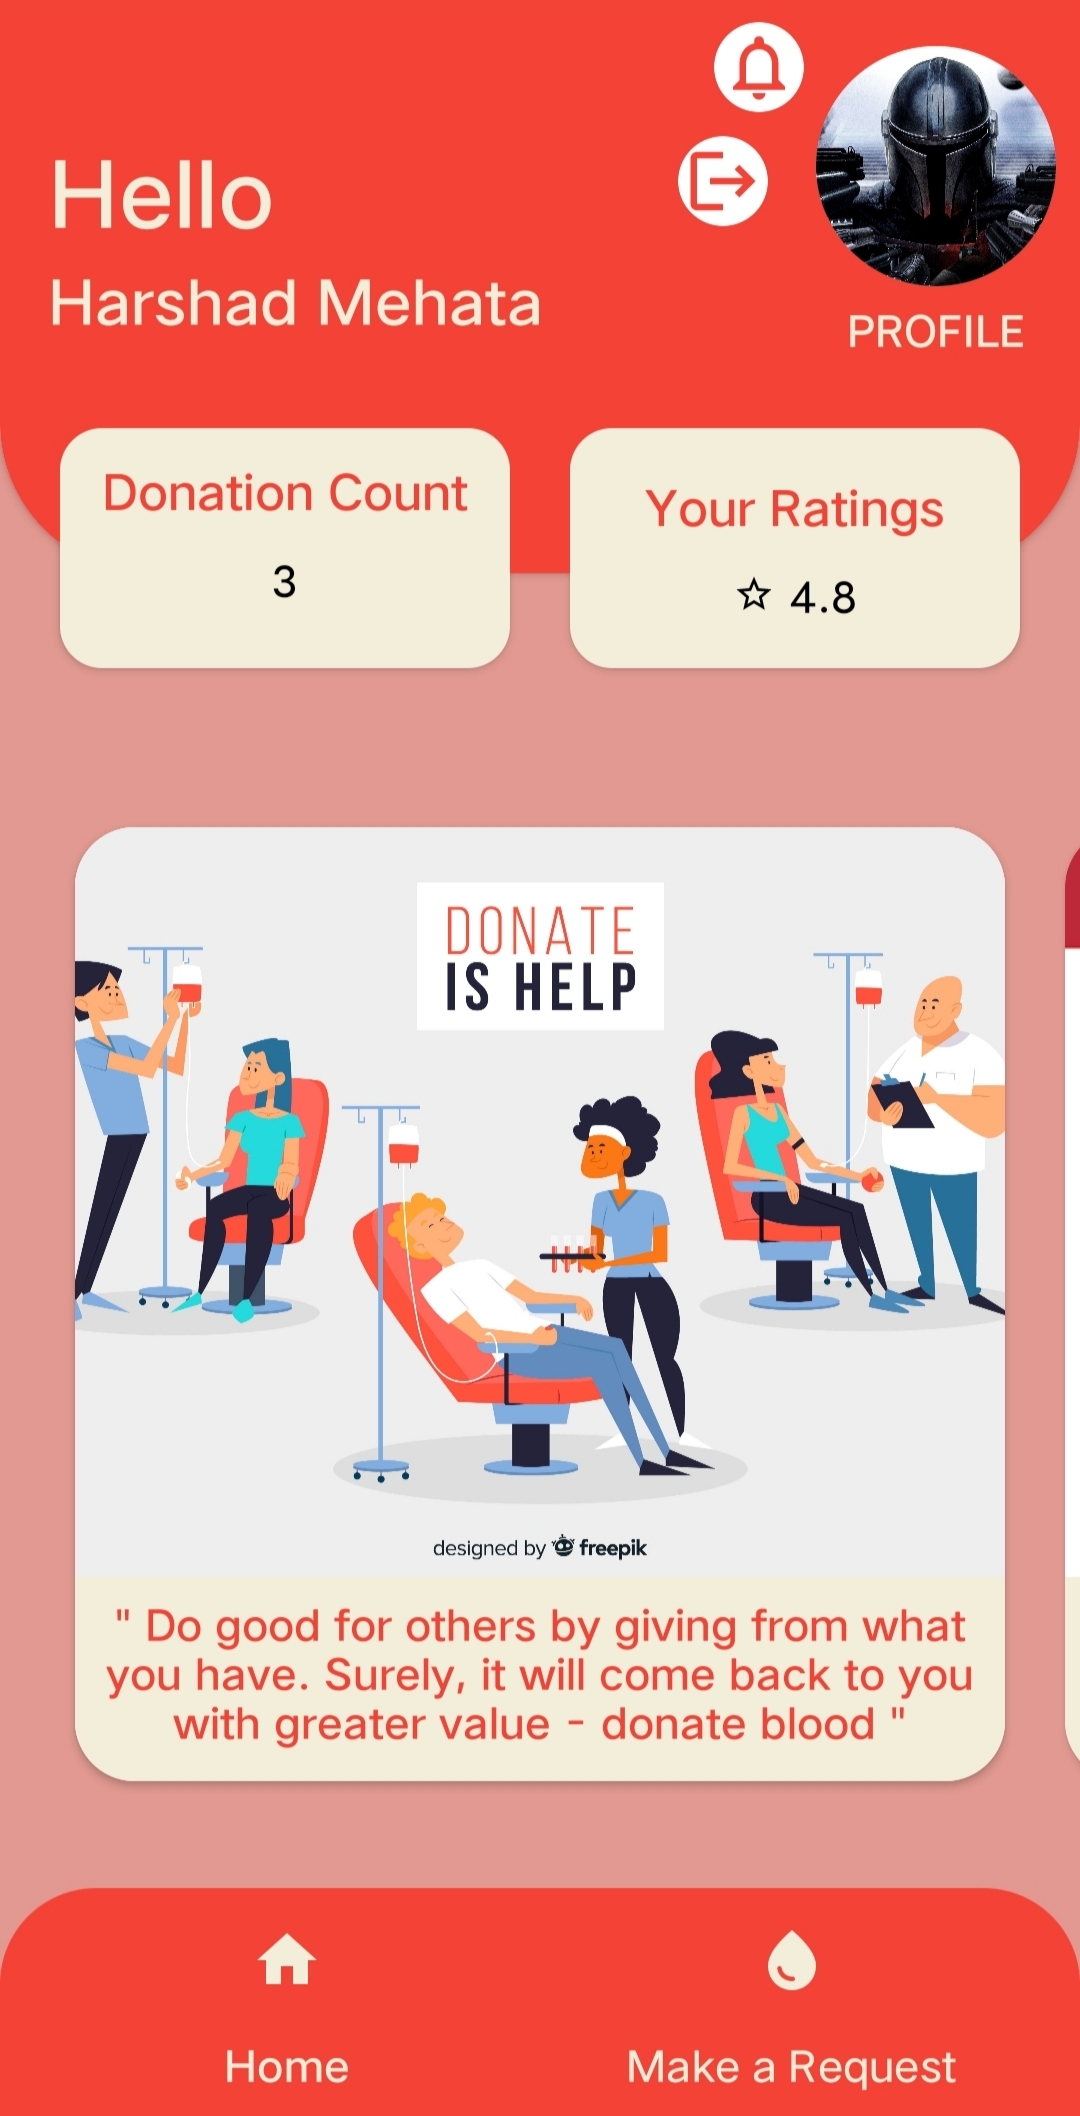 Hello
Harshad Mehata
PROFILE
Donation Count
3
Your Ratings
4.8
DONATE
IS HELP
designed by freepik
" Do good for others by giving from what
you have. Surely, it will come back to you
with greater value - donate blood "
Home
Make a Request